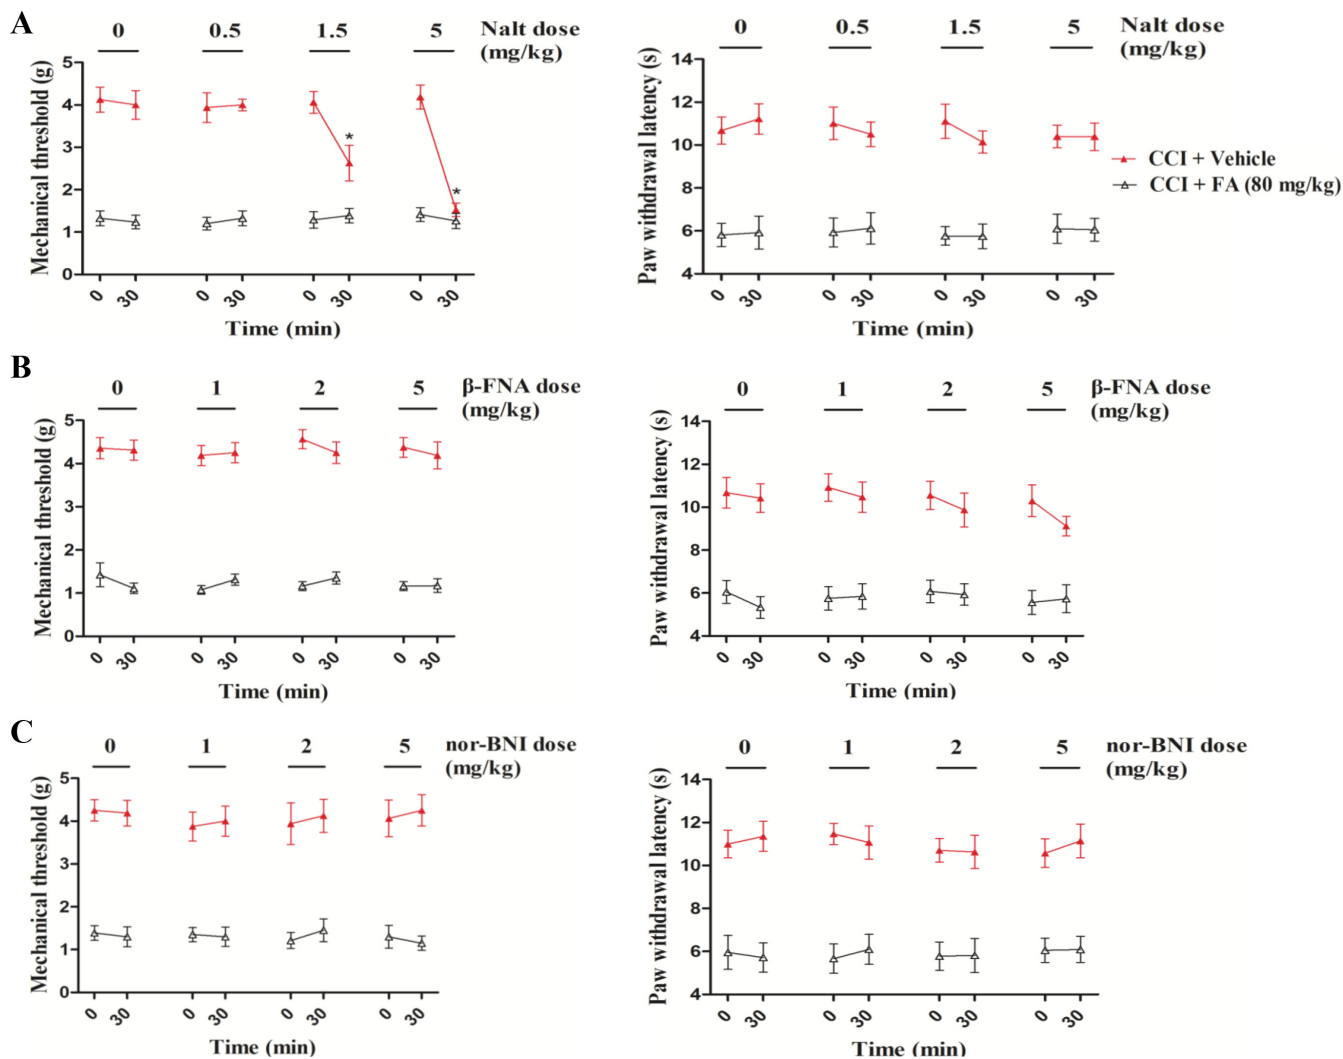 A
0 0.5 1.5 5 Nalt dose
(mg/kg)
Mechanical threshold (g)
5
4
3
2
1
0
*
*
0 30 0 30 0 30 0 30
Time (min)
0 0.5 1.5 5 Nalt dose
(mg/kg)
Paw withdrawal latency (s)
14
12
10
8
6
4
0 30 0 30 0 30 0 30
Time (min)
CCI + Vehicle
CCI + FA (80 mg/kg)
B
0 1 2 5 β-FNA dose
(mg/kg)
Mechanical threshold (g)
5
4
3
2
1
0
0 30 0 30 0 30 0 30
Time (min)
0 1 2 5 β-FNA dose
(mg/kg)
Paw withdrawal latency (s)
14
12
10
8
6
4
0 30 0 30 0 30 0 30
Time (min)
C
0 1 2 5 nor-BNI dose
(mg/kg)
Mechanical threshold (g)
5
4
3
2
1
0
0 30 0 30 0 30 0 30
Time (min)
0 1 2 5 nor-BNI dose
(mg/kg)
Paw withdrawal latency (s)
14
12
10
8
6
4
0 30 0 30 0 30 0 30
Time (min)